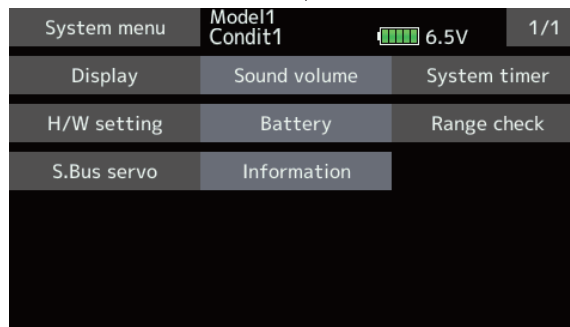 System menu
Model1
Condit1
6.5V
1/1
Display
Sound volume
System timer
H/W setting
Battery
Range check
S.Bus servo
Information